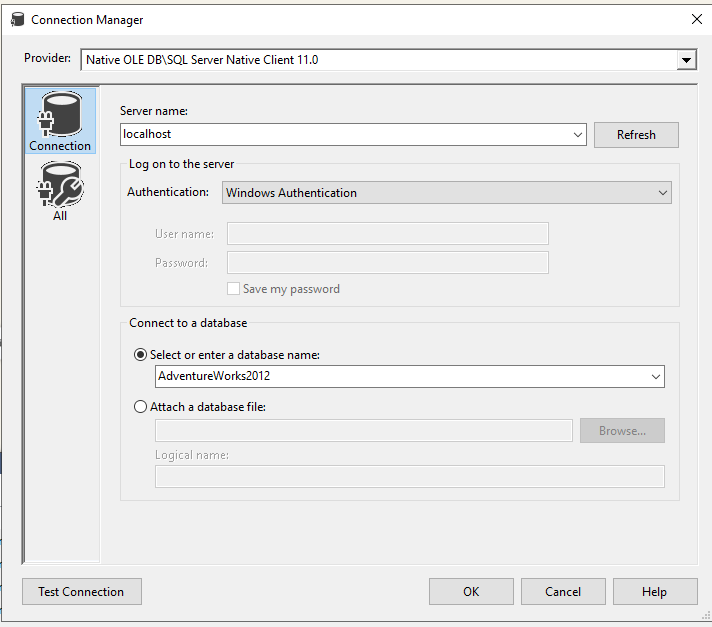 Connection Manager
Provider: Native OLE DB\SQL Server Native Client 11.0
Connection
All
Server name:
localhost
Refresh
Log on to the server
Authentication: Windows Authentication
User name:
Password:
Save my password
Connect to a database
Select or enter a database name:
AdventureWorks2012
Attach a database file:
Browse...
Logical name:
Test Connection
OK
Cancel
Help